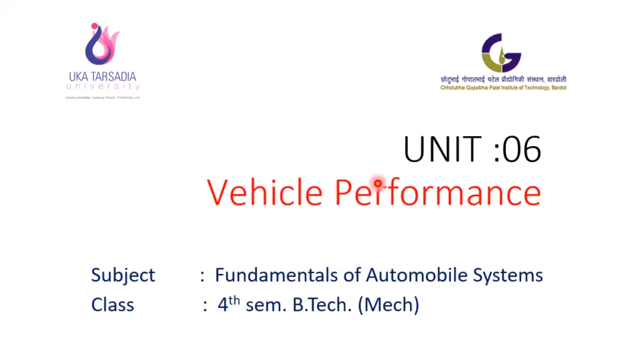 UKA TARSADIA
university
छोटुभाई गोपालभाई पटेल प्रौद्योगिकी संस्थान, बारडोली
Chhotubhai Gopalbhai Patel Institute of Technology, Bardoli
UNIT :06
Vehicle Performance
Subject : Fundamentals of Automobile Systems
Class : 4th sem. B.Tech. (Mech)